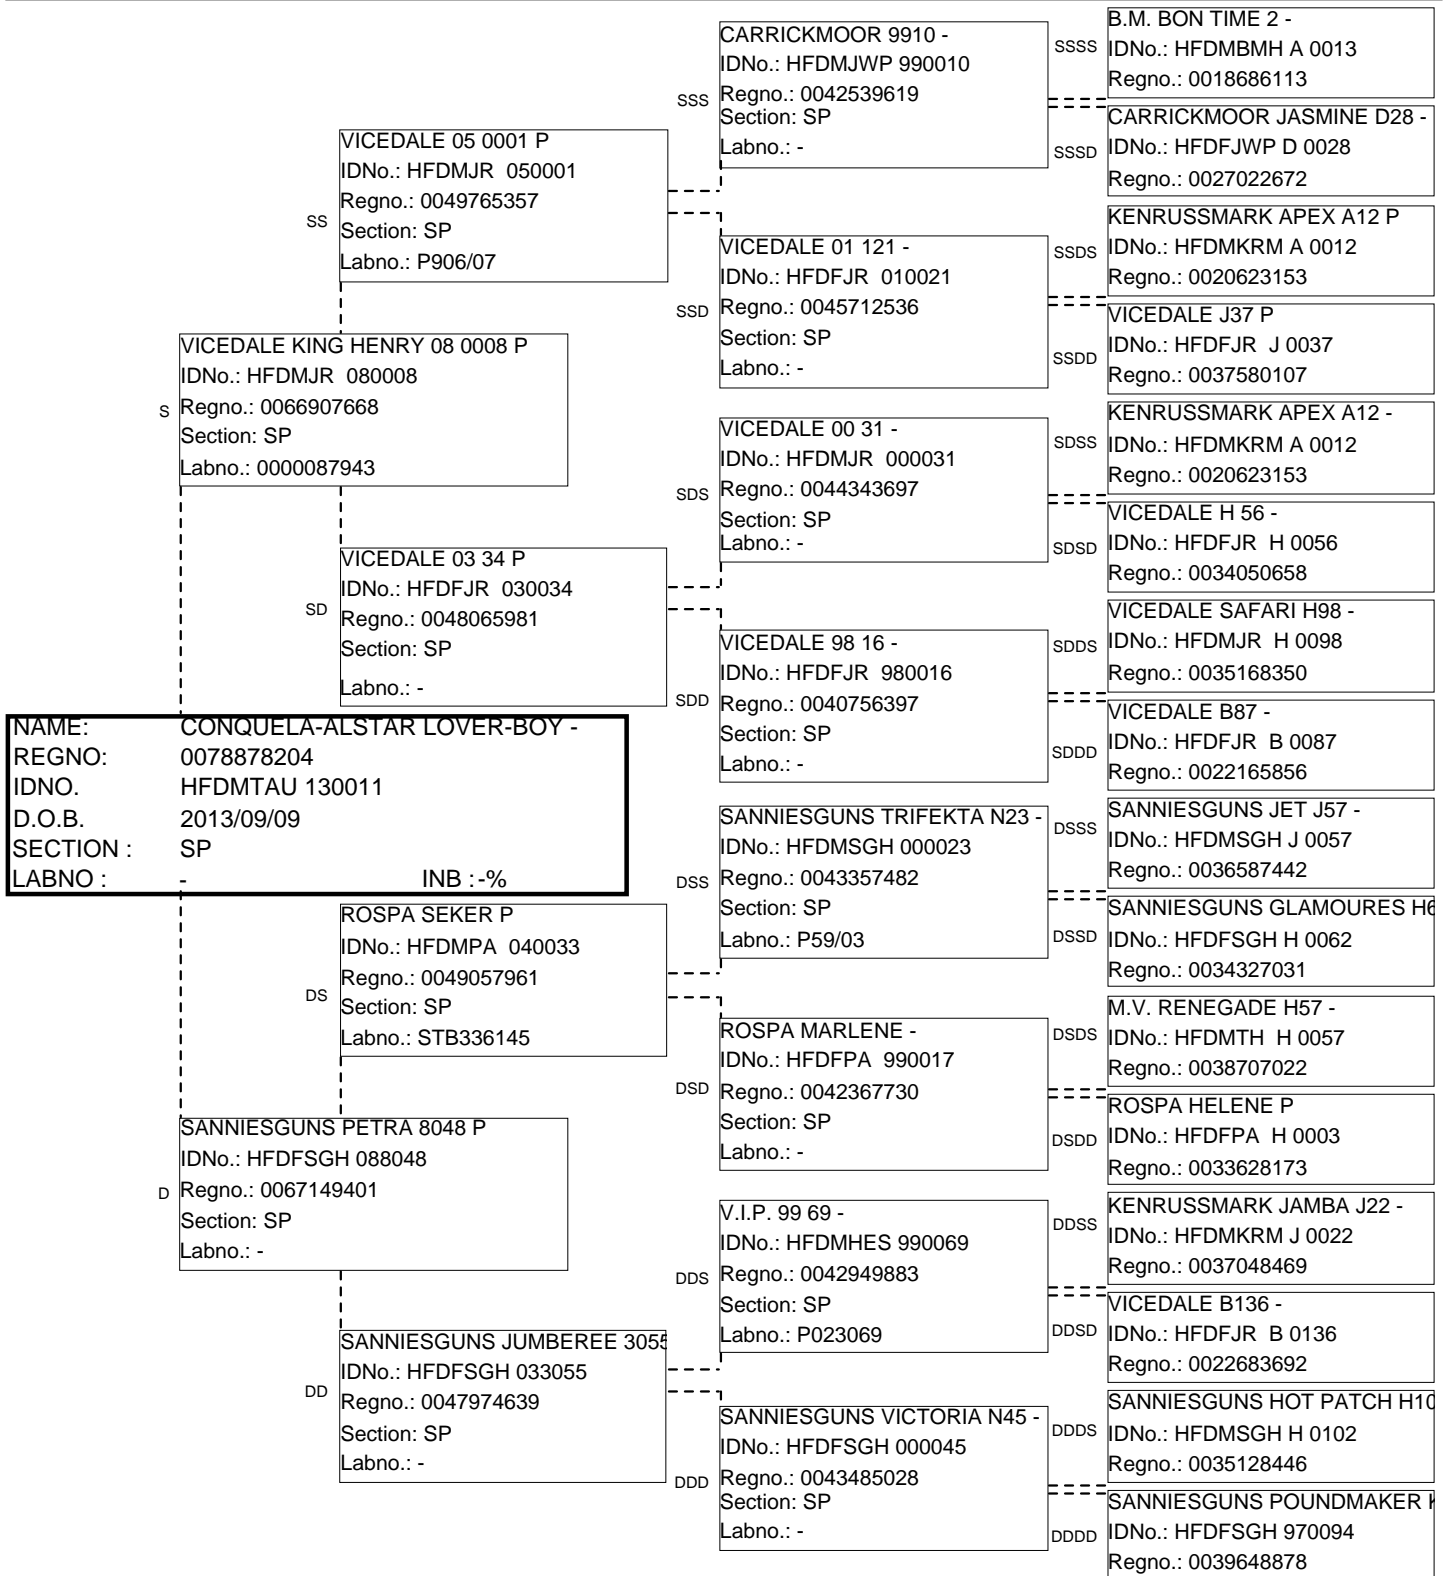 CARRICKMOOR 9910 -
IDNo.: HFDMJWP 990010
SSS
Regno.: 0042539619
Section: SP
Labno.: -
B.M. BON TIME 2 -
SSSS
IDNo.: HFDMBMH A 0013
Regno.: 0018686113
CARRICKMOOR JASMINE D28 -
SSSD
IDNo.: HFDFJWP D 0028
Regno.: 0027022672
VICEDALE 05 0001 P
IDNo.: HFDMJR 050001
Regno.: 0049765357
SS
Section: SP
Labno.: P906/07
VICEDALE 01 121 -
IDNo.: HFDFJR 010021
SSD
Regno.: 0045712536
Section: SP
Labno.: -
KENRUSSMARK APEX A12 P
SSDS
IDNo.: HFDMKRM A 0012
Regno.: 0020623153
VICEDALE J37 P
IDNo.: HFDFJR J 0037
SSDD
Regno.: 0037580107
VICEDALE KING HENRY 08 0008 P
IDNo.: HFDMJR 080008
S
Regno.: 0066907668
Section: SP
Labno.: 0000087943
VICEDALE 00 31 -
IDNo.: HFDMJR 000031
SDS
Regno.: 0044343697
Section: SP
Labno.: -
KENRUSSMARK APEX A12 -
SDSS
IDNo.: HFDMKRM A 0012
Regno.: 0020623153
VICEDALE H 56 -
SDSD
IDNo.: HFDFJR H 0056
Regno.: 0034050658
VICEDALE 03 34 P
IDNo.: HFDFJR 030034
SD
Regno.: 0048065981
Section: SP
Labno.: -
VICEDALE 98 16 -
IDNo.: HFDFJR 980016
SDD
Regno.: 0040756397
Section: SP
Labno.: -
VICEDALE SAFARI H98 -
SDDS
IDNo.: HFDMJR H 0098
Regno.: 0035168350
VICEDALE B87 -
SDDD
IDNo.: HFDFJR B 0087
Regno.: 0022165856
NAME: CONQUELA-ALSTAR LOVER-BOY -
REGNO: 0078878204
IDNO. HFDMTAU 130011
D.O.B. 2013/09/09
SECTION : SP
LABNO : - INB :-%
SANNIESGUNS TRIFEKTA N23 -
IDNo.: HFDMSGH 000023
DSS
Regno.: 0043357482
Section: SP
Labno.: P59/03
SANNIESGUNS JET J57 -
DSSS
IDNo.: HFDMSGH J 0057
Regno.: 0036587442
SANNIESGUNS GLAMOURES H6
DSSD
IDNo.: HFDFSGH H 0062
Regno.: 0034327031
ROSPA SEKER P
IDNo.: HFDMPA 040033
Regno.: 0049057961
DS
Section: SP
Labno.: STB336145
ROSPA MARLENE -
IDNo.: HFDFPA 990017
DSD
Regno.: 0042367730
Section: SP
Labno.: -
M.V. RENEGADE H57 -
DSDS
IDNo.: HFDMTH H 0057
Regno.: 0038707022
ROSPA HELENE P
DSDD
IDNo.: HFDFPA H 0003
Regno.: 0033628173
SANNIESGUNS PETRA 8048 P
IDNo.: HFDFSGH 088048
D
Regno.: 0067149401
Section: SP
Labno.: -
V.I.P. 99 69 -
IDNo.: HFDMHES 990069
DDS
Regno.: 0042949883
Section: SP
Labno.: P023069
KENRUSSMARK JAMBA J22 -
DDSS
IDNo.: HFDMKRM J 0022
Regno.: 0037048469
VICEDALE B136 -
DDSD
IDNo.: HFDFJR B 0136
Regno.: 0022683692
SANNIESGUNS JUMBEREE 3055
IDNo.: HFDFSGH 033055
DD
Regno.: 0047974639
Section: SP
Labno.: -
SANNIESGUNS VICTORIA N45 -
IDNo.: HFDFSGH 000045
DDD
Regno.: 0043485028
Section: SP
Labno.: -
SANNIESGUNS HOT PATCH H10
DDDS
IDNo.: HFDMSGH H 0102
Regno.: 0035128446
SANNIESGUNS POUNDMAKER
DDDD
IDNo.: HFDFSGH 970094
Regno.: 0039648878